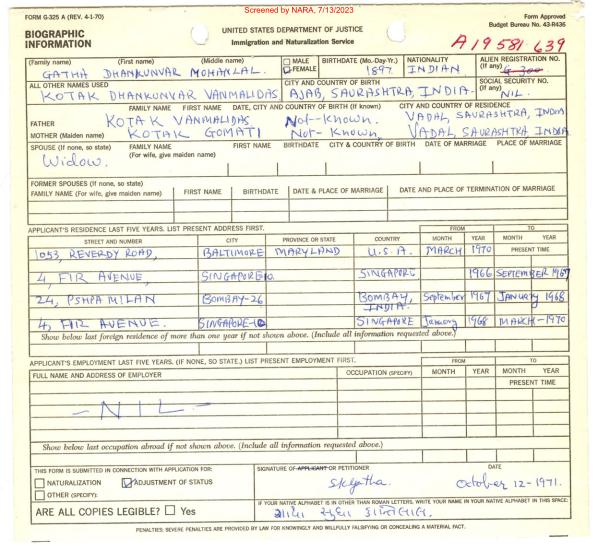 Screened by NARA, 7/13/2023
FORM G-325 A (REV. 4-1-70)
Form Approved
Budget Bureau No. 43-R436
BIOGRAPHIC
INFORMATION
UNITED STATES DEPARTMENT OF JUSTICE
Immigration and Naturalization Service
A19 581 639
(Family name) (First name) (Middle name) MALE FEMALE BIRTHDATE (Mo.-Day-Yr.) NATIONALITY ALIEN REGISTRATION NO. (If any)
GATHA DHANKUNVAR MOHANLAL. 1897. INDIAN G-300
ALL OTHER NAMES USED CITY AND COUNTRY OF BIRTH SOCIAL SECURITY NO. (If any)
KOTAK DHANKUNVAR VANMALIDAS AJAB, SAURASHTRA, INDIA. NIL.
FAMILY NAME FIRST NAME DATE, CITY AND COUNTRY OF BIRTH (If known) CITY AND COUNTRY OF RESIDENCE
FATHER KOTAK VANMALIDAS Not-Known. VADAL, SAURASHTRA, INDIA
MOTHER (Maiden name) KOTAK GOMATI Not-Known, VADAL, SAURASHTRA, INDIA
SPOUSE (If none, so state) FAMILY NAME (For wife, give maiden name) FIRST NAME BIRTHDATE CITY & COUNTRY OF BIRTH DATE OF MARRIAGE PLACE OF MARRIAGE
Widow.
FORMER SPOUSES (If none, so state)
FAMILY NAME (For wife, give maiden name) FIRST NAME BIRTHDATE DATE & PLACE OF MARRIAGE DATE AND PLACE OF TERMINATION OF MARRIAGE
APPLICANT'S RESIDENCE LAST FIVE YEARS. LIST PRESENT ADDRESS FIRST. FROM TO
STREET AND NUMBER CITY PROVINCE OR STATE COUNTRY MONTH YEAR MONTH YEAR
1053, REVERDY ROAD, BALTIMORE MARYLAND U.S.A. MARCH 1970 PRESENT TIME
4, FIR AVENUE, SINGAPORE-10. SINGAPORE 1966 SEPTEMBER 1967
24, PSHPA MILAN BOMBAY-26 BOMBAY, INDIA. September 1967 JANUARY 1968
4, FIR AVENUE. SINGAPORE-10 SINGAPORE January 1968 MARCH-1970
Show below last foreign residence of more than one year if not shown above. (Include all information requested above.)
APPLICANT'S EMPLOYMENT LAST FIVE YEARS. (IF NONE, SO STATE.) LIST PRESENT EMPLOYMENT FIRST. FROM TO
FULL NAME AND ADDRESS OF EMPLOYER OCCUPATION (SPECIFY) MONTH YEAR MONTH YEAR
PRESENT TIME
-NIL-
Show below last occupation abroad if not shown above. (Include all information requested above.)
THIS FORM IS SUBMITTED IN CONNECTION WITH APPLICATION FOR: SIGNATURE OF APPLICANT OR PETITIONER DATE
NATURALIZATION ADJUSTMENT OF STATUS
OTHER (SPECIFY): October 12-1971.
IF YOUR NATIVE ALPHABET IS IN OTHER THAN ROMAN LETTERS, WRITE YOUR NAME IN YOUR NATIVE ALPHABET IN THIS SPACE:
ARE ALL COPIES LEGIBLE? Yes
PENALTIES: SEVERE PENALTIES ARE PROVIDED BY LAW FOR KNOWINGLY AND WILLFULLY FALSIFYING OR CONCEALING A MATERIAL FACT.